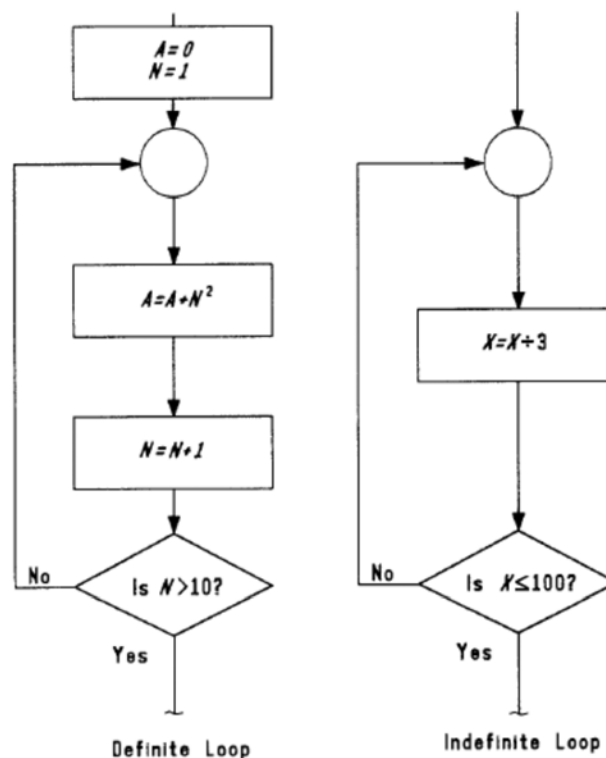 A=0
N=1
A=A+N²
N=N+1
No
Is N>10?
Yes
Definite Loop
X=X÷3
No
Is X≤100?
Yes
Indefinite Loop